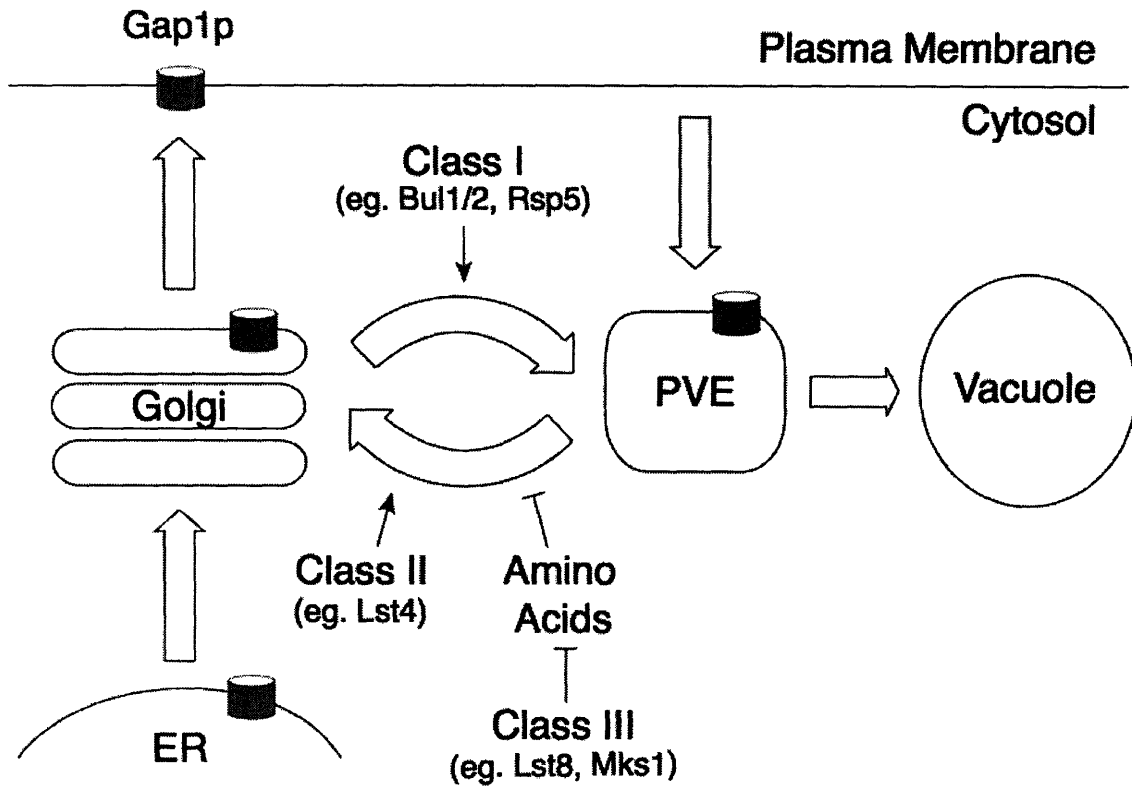 Gap1p
Plasma Membrane
Cytosol
Class I
(eg. Bul1/2, Rsp5)
Golgi
PVE
Vacuole
Class II
(eg. Lst4)
Amino
Acids
Class III
(eg. Lst8, Mks1)
ER